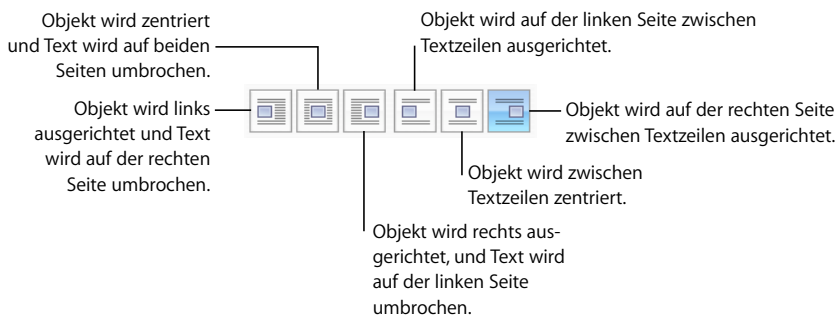 Objekt wird zentriert
und Text wird auf beiden
Seiten umbrochen.
Objekt wird auf der linken Seite zwischen
Textzeilen ausgerichtet.
Objekt wird links
ausgerichtet und Text
wird auf der rechten
Seite umbrochen.
Objekt wird auf der rechten Seite
zwischen Textzeilen ausgerichtet.
Objekt wird zwischen
Textzeilen zentriert.
Objekt wird rechts aus-
gerichtet, und Text wird
auf der linken Seite
umbrochen.